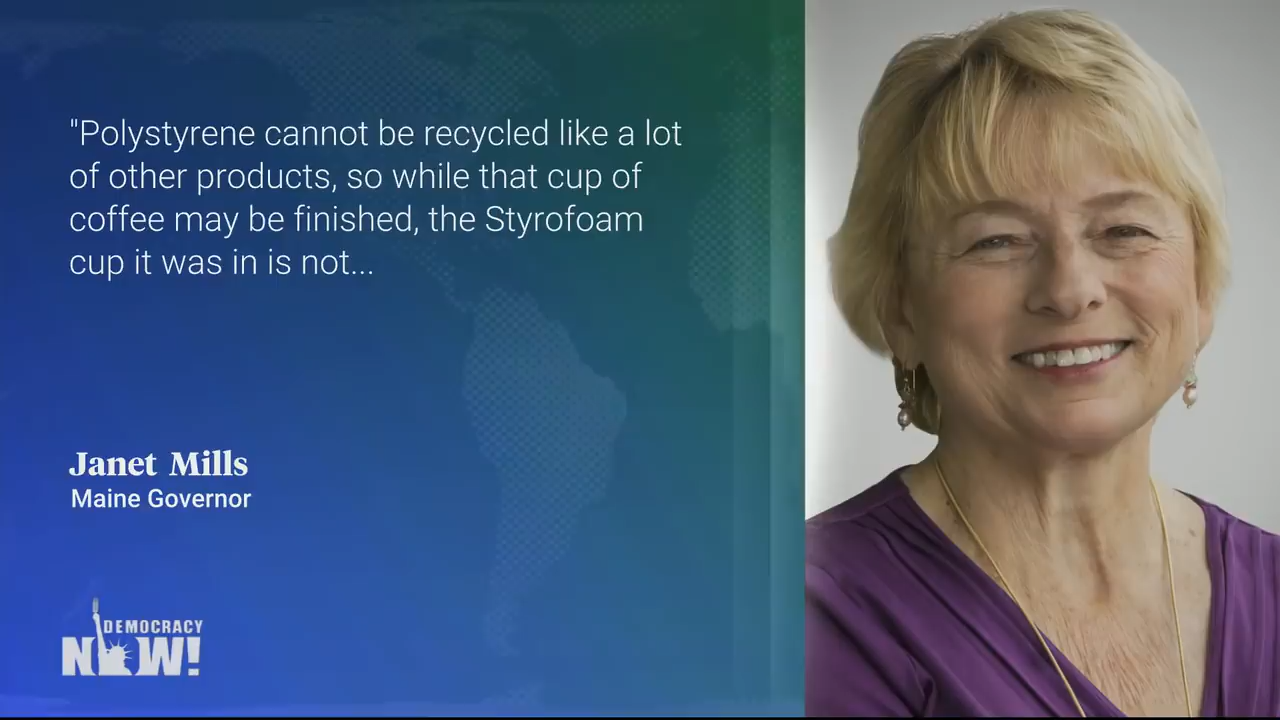 "Polystyrene cannot be recycled like a lot
of other products, so while that cup of
coffee may be finished, the Styrofoam
cup it was in is not...
Janet Mills
Maine Governor
DEMOCRACY
NOW!